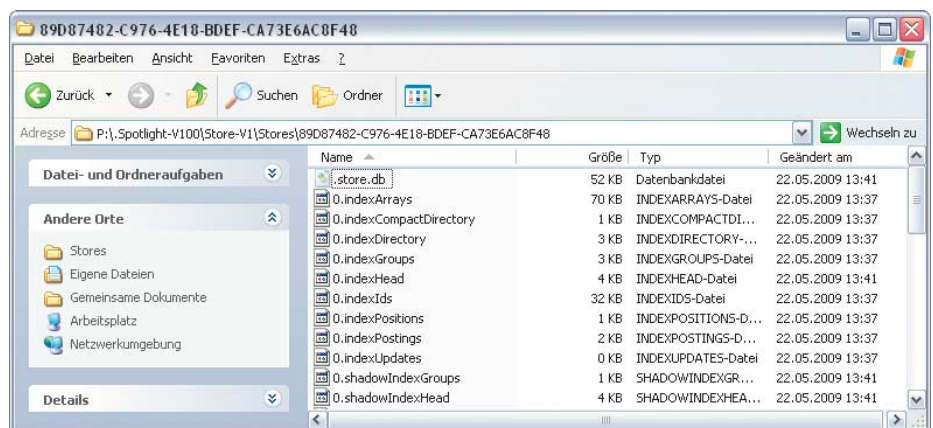 89D87482-C976-4E18-BDEF-CA73E6AC8F48
Datei Bearbeiten Ansicht Favoriten Extras ?
Zurück Suchen Ordner
Adresse P:\.Spotlight-V100\Store-V1\Stores\89D87482-C976-4E18-BDEF-CA73E6AC8F48 Wechseln zu
Datei- und Ordneraufgaben
Andere Orte
Stores
Eigene Dateien
Gemeinsame Dokumente
Arbeitsplatz
Netzwerkumgebung
Details
Name Größe Typ Geändert am
.store.db 52 KB Datenbankdatei 22.05.2009 13:41
0.indexArrays 70 KB INDEXARRAYS-Datei 22.05.2009 13:37
0.indexCompactDirectory 1 KB INDEXCOMPACTDI... 22.05.2009 13:37
0.indexDirectory 3 KB INDEXDIRECTORY-... 22.05.2009 13:37
0.indexGroups 3 KB INDEXGROUPS-Datei 22.05.2009 13:37
0.indexHead 4 KB INDEXHEAD-Datei 22.05.2009 13:41
0.indexIds 32 KB INDEXIDS-Datei 22.05.2009 13:37
0.indexPositions 1 KB INDEXPOSITIONS-D... 22.05.2009 13:37
0.indexPostings 2 KB INDEXPOSTINGS-D... 22.05.2009 13:37
0.indexUpdates 0 KB INDEXUPDATES-Datei 22.05.2009 13:37
0.shadowIndexGroups 1 KB SHADOWINDEXGR... 22.05.2009 13:41
0.shadowIndexHead 4 KB SHADOWINDEXHEA... 22.05.2009 13:41